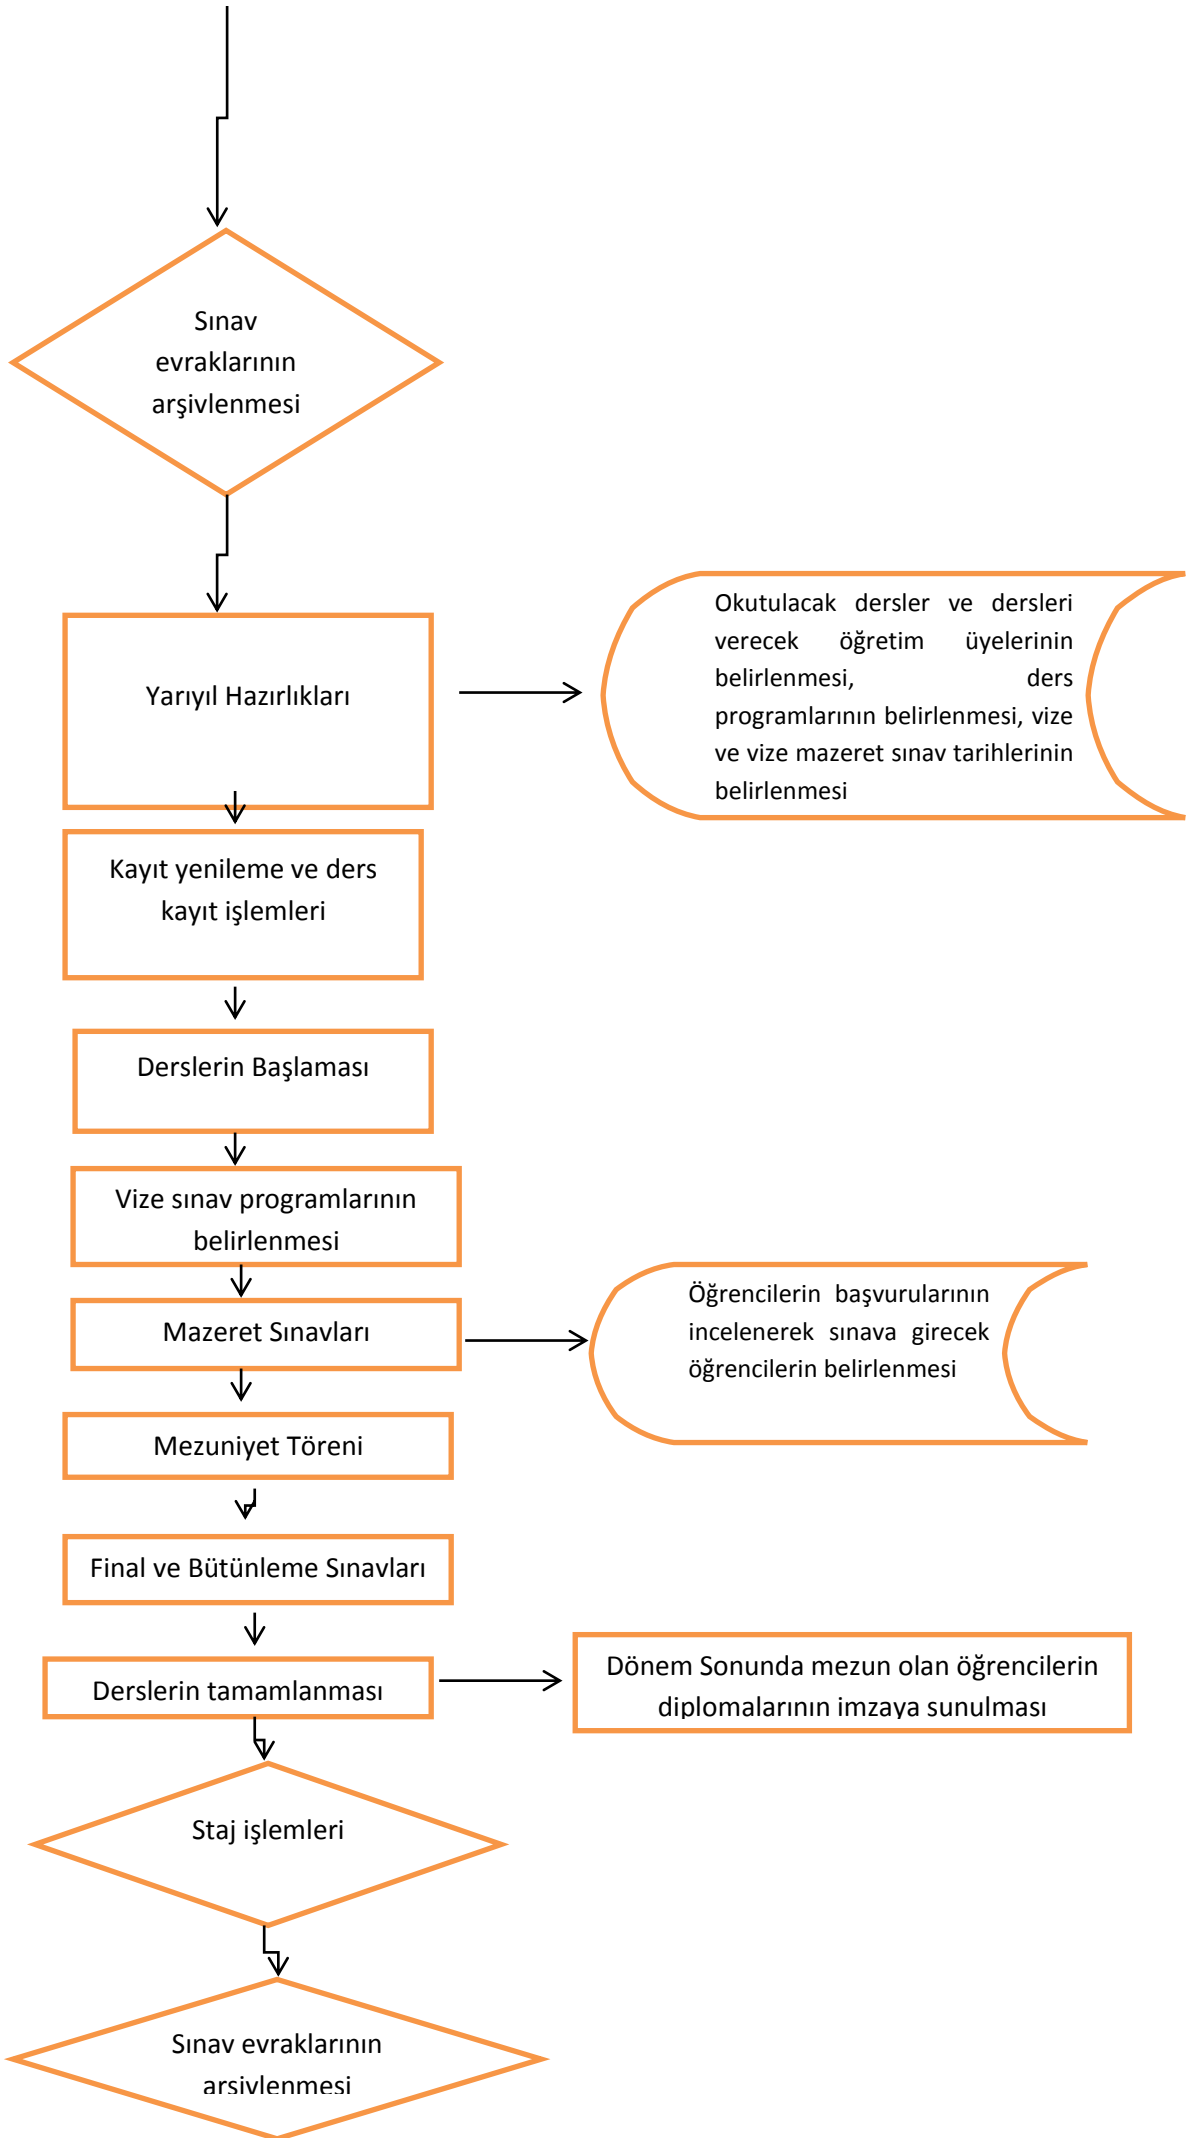 Sınav
evraklarının
arşivlenmesi
Yarıyıl Hazırlıkları
Okutulacak dersler ve dersleri
verecek öğretim üyelerinin
belirlenmesi, ders
programlarının belirlenmesi, vize
ve vize mazeret sınav tarihlerinin
belirlenmesi
Kayıt yenileme ve ders
kayıt işlemleri
Derslerin Başlaması
Vize sınav programlarının
belirlenmesi
Mazeret Sınavları
Öğrencilerin başvurularının
incelenerek sınava girecek
öğrencilerin belirlenmesi
Mezuniyet Töreni
Final ve Bütünleme Sınavları
Derslerin tamamlanması
Dönem Sonunda mezun olan öğrencilerin
diplomalarının imzaya sunulması
Staj işlemleri
Sınav evraklarının
arşivlenmesi